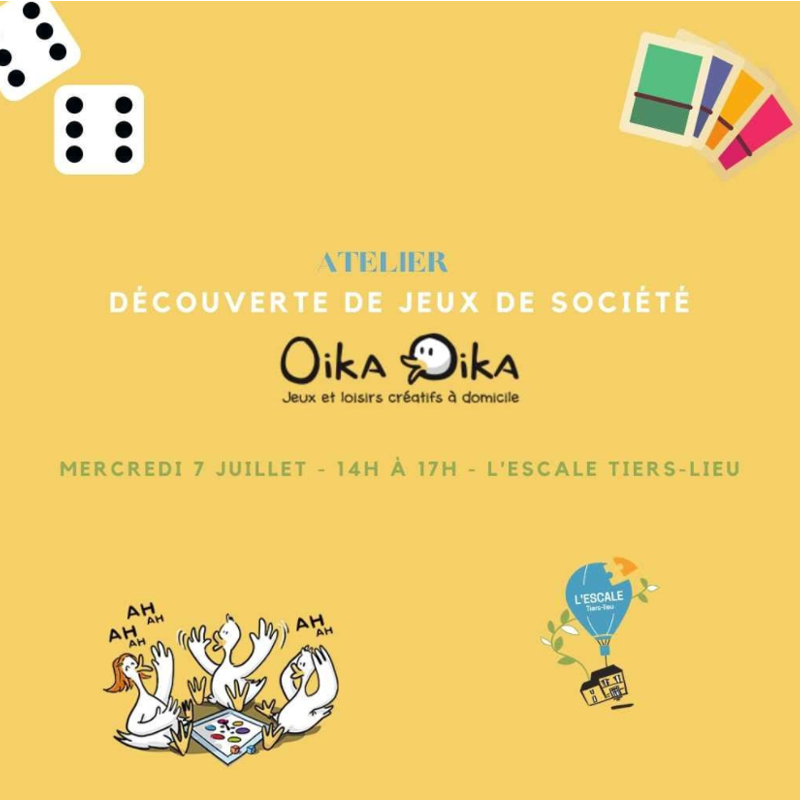 ATELIER
DÉCOUVERTE DE JEUX DE SOCIÉTÉ
OikA OikA
Jeux et loisirs créatifs à domicile
MERCREDI 7 JUILLET - 14H À 17H - L'ESCALE TIERS-LIEU
AH AH
AH AH
AH AH
L'ESCALE
Tiers-lieu